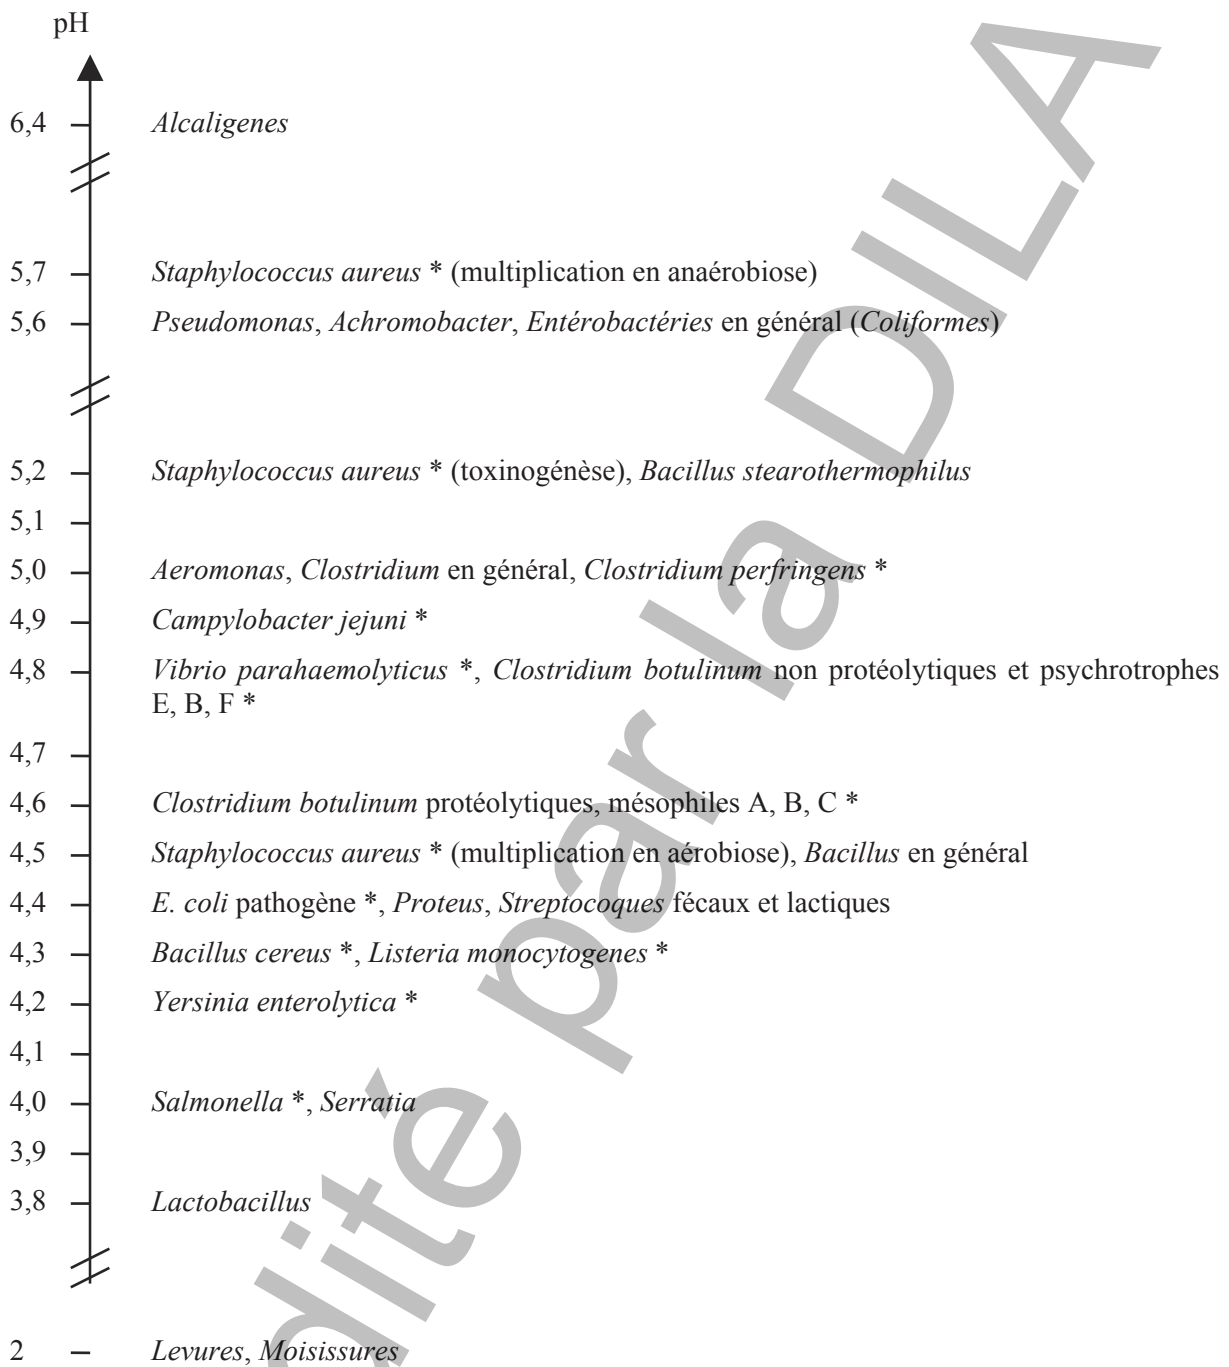 pH
6,4 Alcaligenes
5,7 Staphylococcus aureus * (multiplication en anaérobiose)
5,6 Pseudomonas, Achromobacter, Entérobactéries en général (Coliformes)
5,2 Staphylococcus aureus * (toxinogénèse), Bacillus stearothermophilus
5,1
5,0 Aeromonas, Clostridium en général, Clostridium perfringens *
4,9 Campylobacter jejuni *
4,8 Vibrio parahaemolyticus *, Clostridium botulinum non protéolytiques et psychrotrophes
E, B, F *
4,7
4,6 Clostridium botulinum protéolytiques, mésophiles A, B, C *
4,5 Staphylococcus aureus * (multiplication en aérobiose), Bacillus en général
4,4 E. coli pathogène *, Proteus, Streptocoques fécaux et lactiques
4,3 Bacillus cereus *, Listeria monocytogenes *
4,2 Yersinia enterolytica *
4,1
4,0 Salmonella *, Serratia
3,9
3,8 Lactobacillus
2 Levures, Moisissures
dité par la DILA